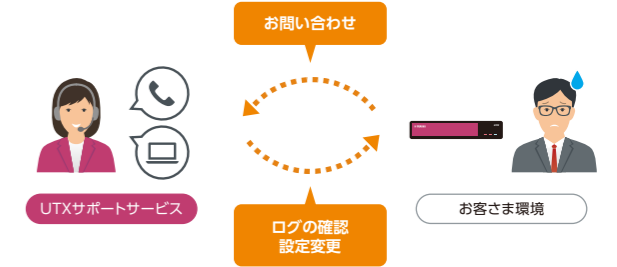 お問い合わせ
UTXサポートサービス
お客さま環境
ログの確認
設定変更